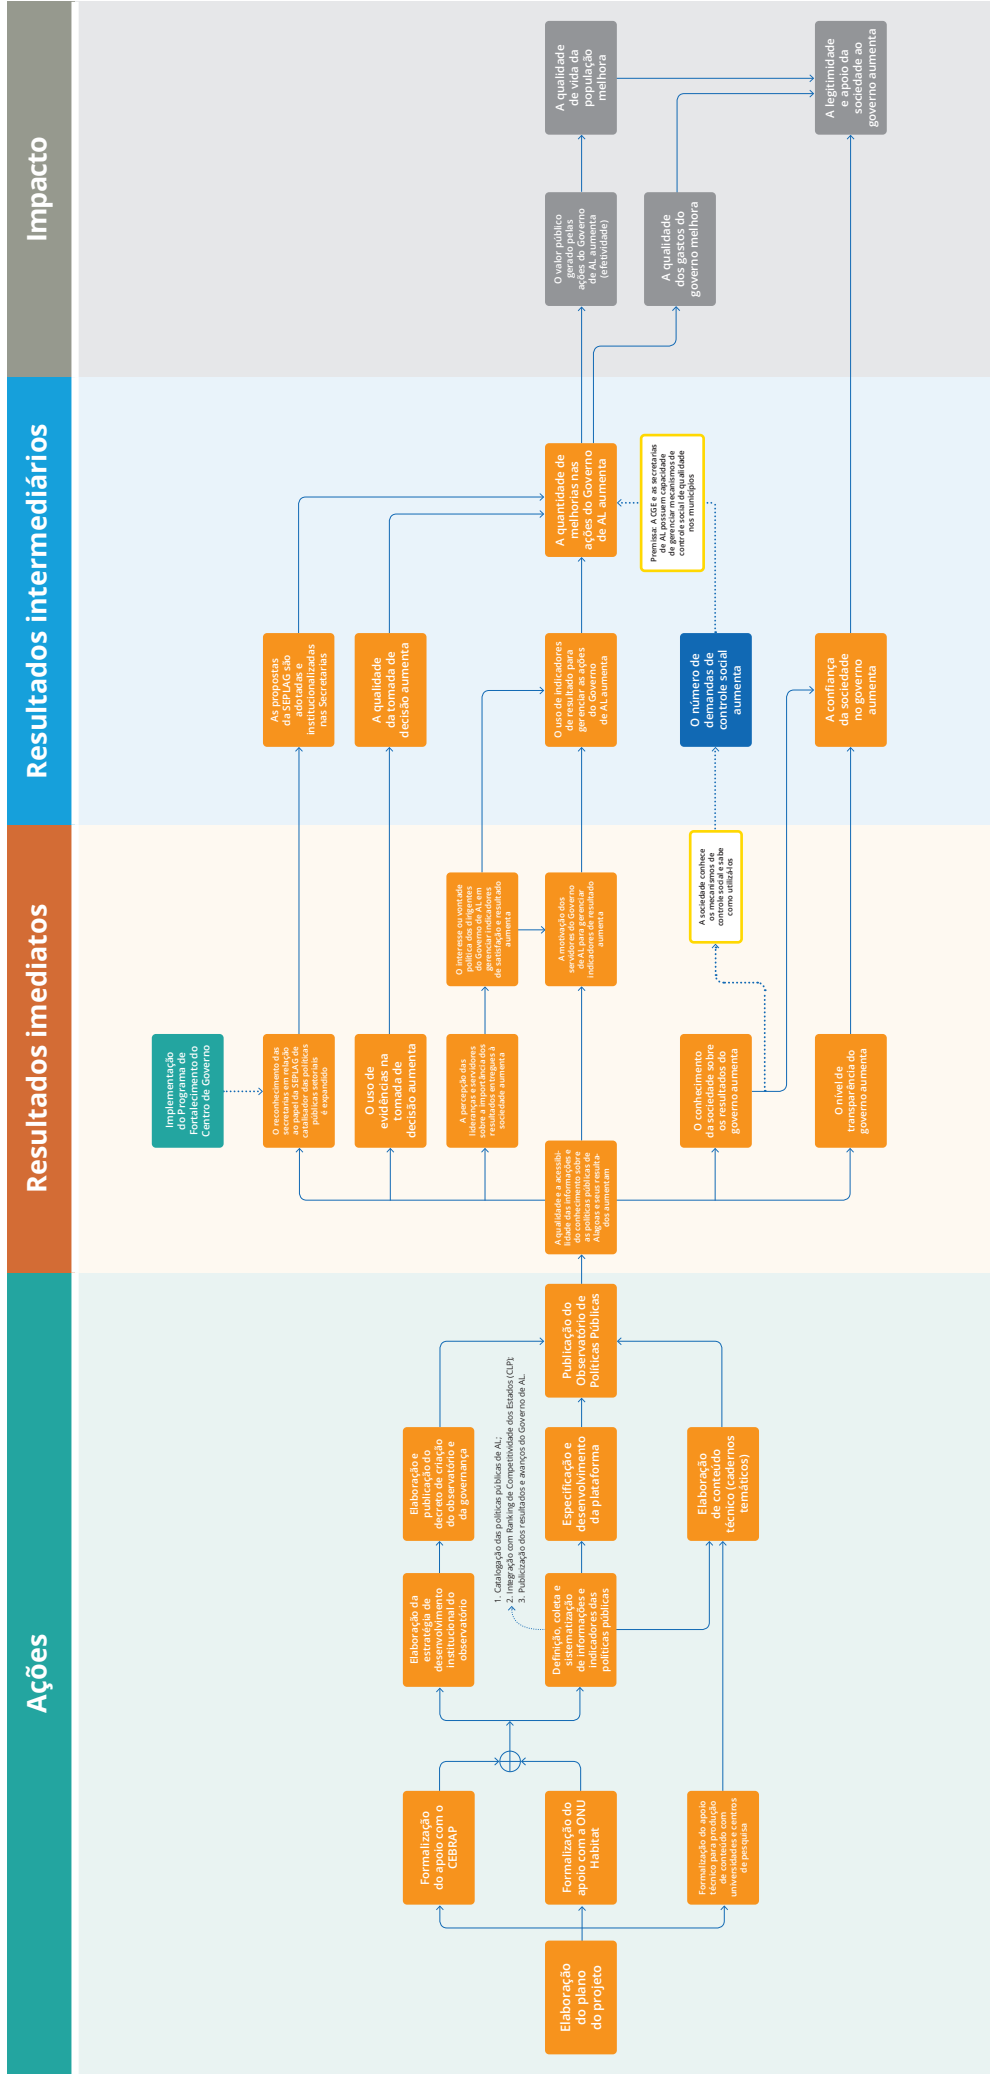 Ações
Resultados imediatos
Resultados intermediários
Impacto
Elaboração
do plano
do projeto
Formalização
do apoio com o
CEBRAP
Formalização do
apoio com a ONU
Habitat
Formalização do apoio
técnico para produção
de conteúdo com
universidades e centros
de pesquisa
Elaboração da
estratégia de
desenvolvimento
institucional do
observatório
Definição, coleta e
sistematização
de informações e
indicadores das
políticas públicas
1. Catalogação das políticas públicas de AL;
2. Integração com Ranking de Competitividade dos Estados (CLP);
3. Publicização dos resultados e avanços do Governo de AL.
Elaboração e
publicação do
decreto de criação
do observatório e
da governança
Especificação e
desenvolvimento
da plataforma
Elaboração
de conteúdo
técnico (cadernos
temáticos)
Publicação do
Observatório de
Políticas Públicas
A qualidade e a acessibi-
lidade das informações e
do conhecimento sobre
as políticas públicas de
Alagoas e seus resulta-
dos aumentam
Implementação
do Programa de
Fortalecimento do
Centro de Governo
O reconhecimento das
secretarias em relação
ao papel da SEPLAG de
catalisador das políticas
públicas setoriais
é expandido
O uso de
evidências na
tomada de
decisão aumenta
A percepção das
lideranças e servidores
sobre a importância dos
resultados entregues à
sociedade aumenta
O conhecimento
da sociedade sobre
os resultados do
governo aumenta
O nível de
transparência do
governo aumenta
O interesse ou vontade
política dos dirigentes
do Governo de AL em
gerenciar indicadores
de satisfação e resultado
aumenta
A motivação dos
servidores do Governo
de AL para gerenciar
indicadores de resultado
aumenta
A sociedade conhece
os mecanismos de
controle social e sabe
como utilizá-los
As propostas
da SEPLAG são
adotadas e
institucionalizadas
nas Secretarias
A qualidade
da tomada de
decisão aumenta
O uso de indicadores
de resultado para
gerenciar as ações
do Governo
de AL aumenta
O número de
demandas de
controle social
aumenta
A confiança
da sociedade
no governo
aumenta
A quantidade de
melhorias nas
ações do Governo
de AL aumenta
Premissa: A CGE e as secretarias
de AL possuem capacidade
de gerenciar mecanismos de
controle social de qualidade
nos municípios
O valor público
gerado pelas
ações do Governo
de AL aumenta
(efetividade)
A qualidade
dos gastos do
governo melhora
A qualidade
de vida da
população
melhora
A legitimidade
e apoio da
sociedade ao
governo aumenta